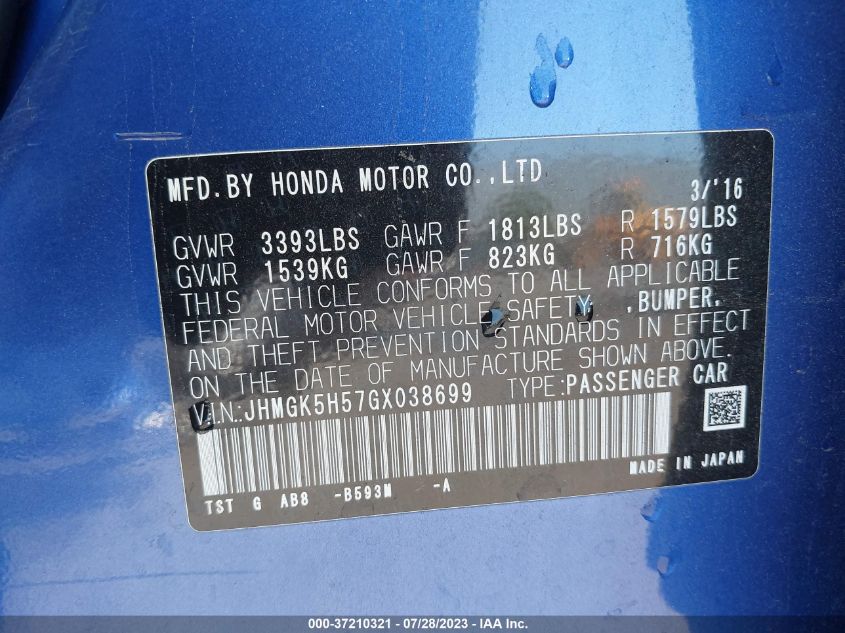 MFD.BY HONDA MOTOR CO.,LTD 3/'16
GVWR 3393LBS GAWR F 1813LBS R 1579LBS
GVWR 1539KG GAWR F 823KG R 716KG
THIS VEHICLE CONFORMS TO ALL APPLICABLE
FEDERAL MOTOR VEHICLE SAFETY, BUMPER,
AND THEFT PREVENTION STANDARDS IN EFFECT
ON THE DATE OF MANUFACTURE SHOWN ABOVE.
VIN:JHMGK5H57GX038699 TYPE:PASSENGER CAR
MADE IN JAPAN
TST G AB8 -B593M -A
000-37210321 / 07/28/2023 - IAA Inc.